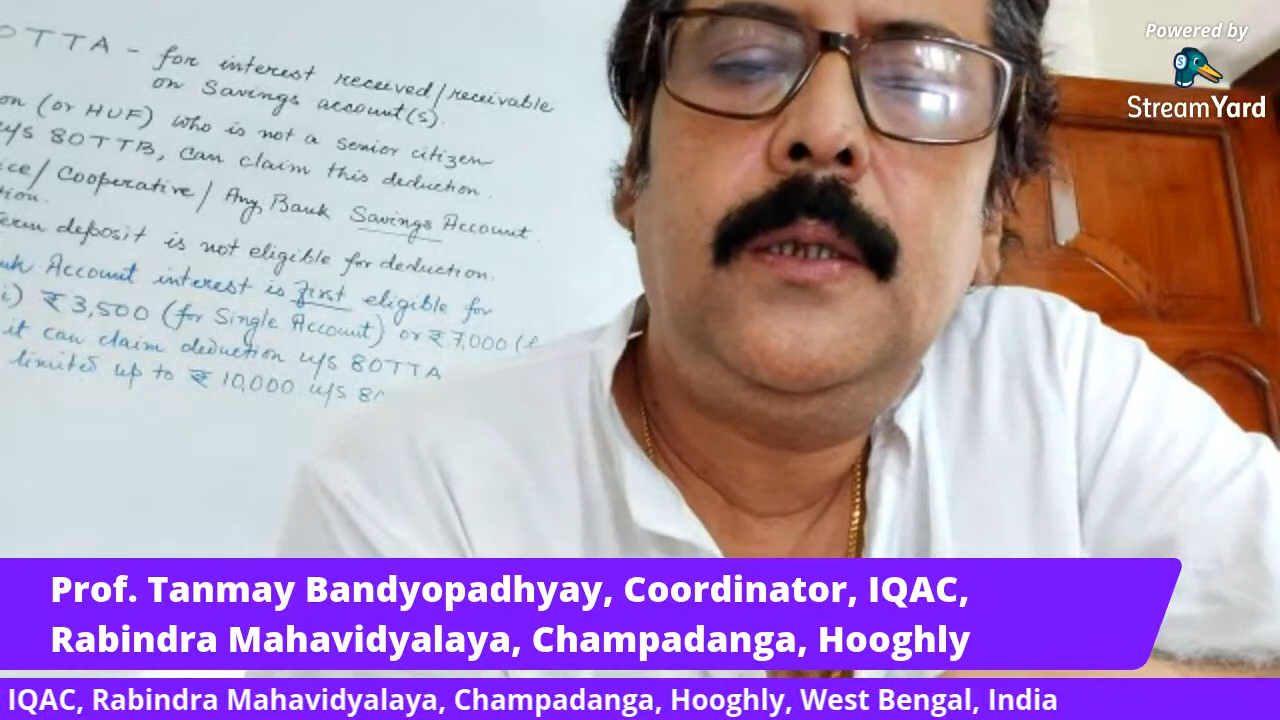 OTTA - for interest received/receivable
on Savings account(s).
on (or HUF) who is not a senior citizen
u/s 80TTB, can claim this deduction.
ice/ Cooperative/ Any Bank Savings Account
tion.
Term deposit is not eligible for deduction.
Account interest is first eligible for
i) ₹ 3,500 (for Single Account) or ₹ 7,000 (
it can claim deduction u/s 80TTA
limited up to ₹ 10,000 u/s 80
Powered by
StreamYard
Prof. Tanmay Bandyopadhyay, Coordinator, IQAC,
Rabindra Mahavidyalaya, Champadanga, Hooghly
IQAC, Rabindra Mahavidyalaya, Champadanga, Hooghly, West Bengal, India